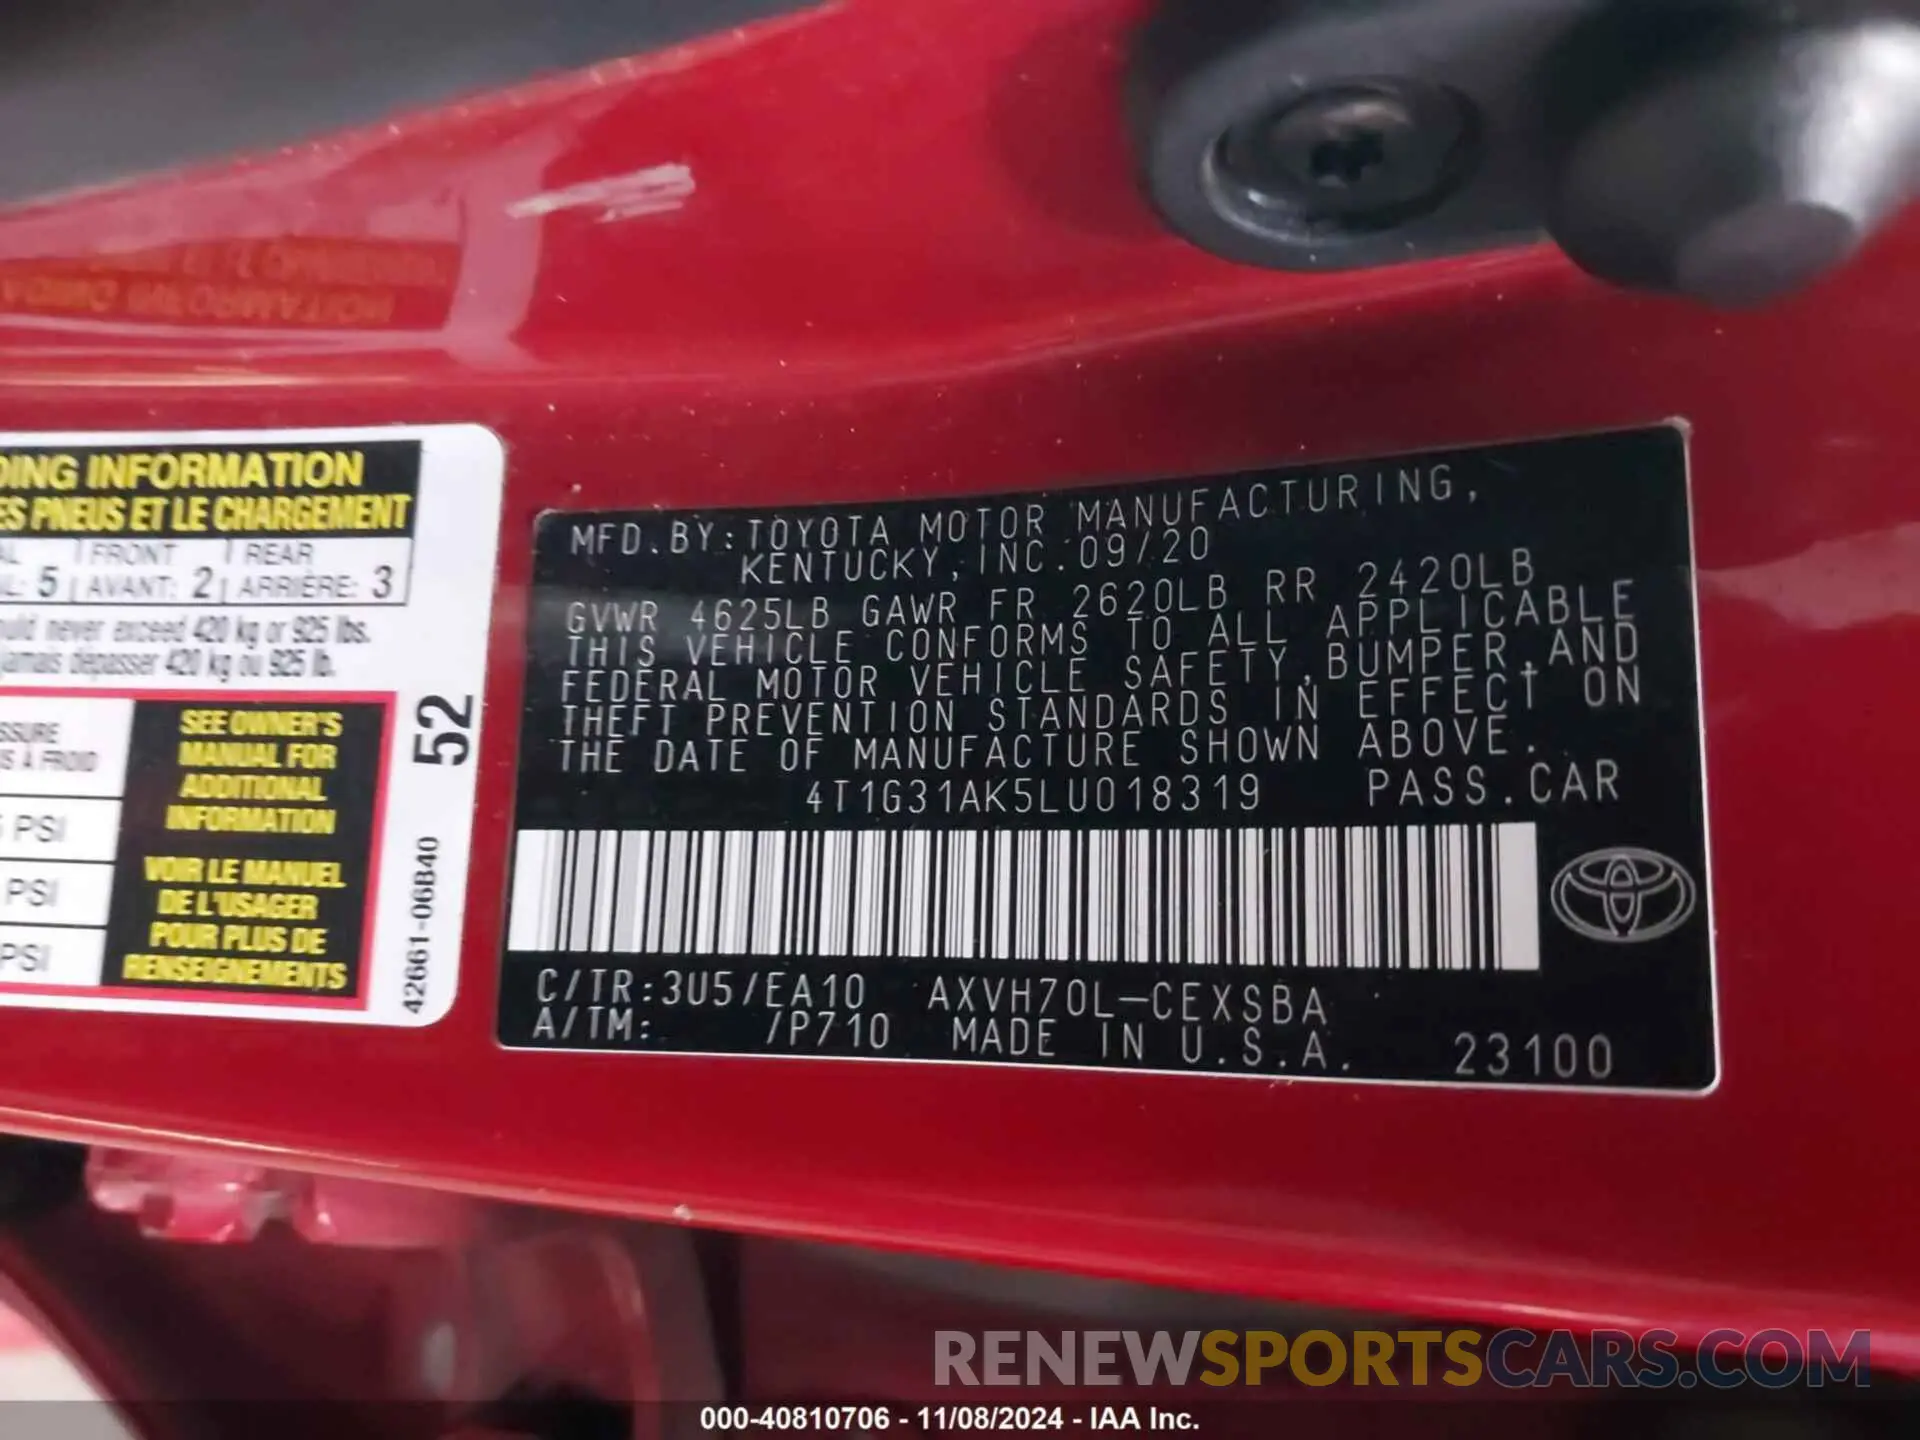 DING INFORMATION
ES PNEUS ET LE CHARGEMENT
AL FRONT REAR
5 AVANT: 2 ARRIÈRE: 3
never exceed 420 kg or 925 lbs.
jamais dépasser 420 kg ou 925 lb.
SSURE
S À FROID
PSI
PSI
PSI
SEE OWNER'S
MANUAL FOR
ADDITIONAL
INFORMATION
VOIR LE MANUEL
DE L'USAGER
POUR PLUS DE
RENSEIGNEMENTS
52
42661-06B40
MFD.BY:TOYOTA MOTOR MANUFACTURING,
KENTUCKY,INC.09/20
GVWR 4625LB GAWR FR 2620LB RR 2420LB
THIS VEHICLE CONFORMS TO ALL APPLICABLE
FEDERAL MOTOR VEHICLE SAFETY,BUMPER,AND
THEFT PREVENTION STANDARDS IN EFFECT ON
THE DATE OF MANUFACTURE SHOWN ABOVE.
4T1G31AK5LU018319 PASS.CAR
C/TR:3U5/EA10 AXVH70L-CEXSBA
A/TM: /P710 MADE IN U.S.A. 23100
RENEWSPORTSCARS.COM
000-40810706 - 11/08/2024 - IAA Inc.